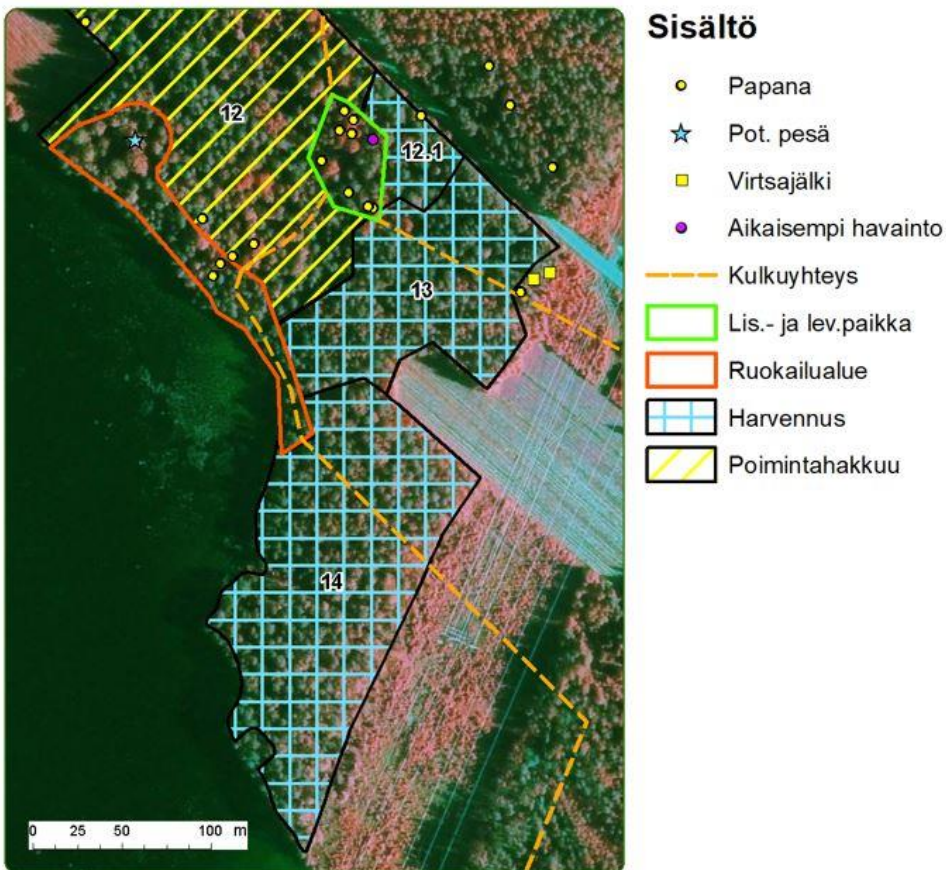 12
12.1
13
14
0 25 50 100 m
Sisältö
Papana
Pot. pesä
Virtsajälki
Aikaisempi havainto
Kulkuyhteys
Lis.- ja lev.paikka
Ruokailualue
Harvennus
Poimintahakkuu